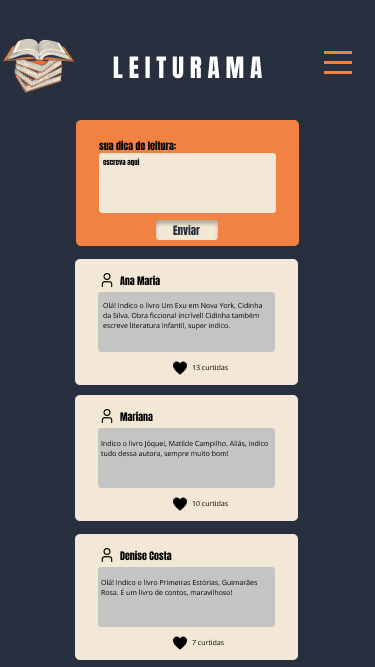 LEITURAMA
sua dica de leitura:
escreva aqui
Enviar
Ana Maria
Olá! Indico o livro Um Exu em Nova York, Cidinha
da Silva. Obra ficcional incrível! Cidinha também
escreve literatura infantil, super indico.
13 curtidas
Mariana
Indico o livro Jóquei, Matilde Campilho. Aliás, indico
tudo dessa autora, sempre muito bom!
10 curtidas
Denise Costa
Olá! Indico o livro Primeiras Estórias, Guimarães
Rosa. É um livro de contos, maravilhoso!
7 curtidas